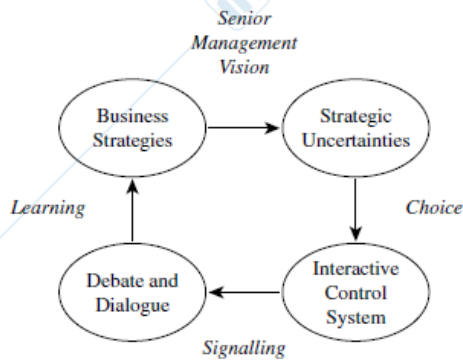 Senior
Management
Vision
Business
Strategies
Strategic
Uncertainties
Learning
Choice
Debate and
Dialogue
Interactive
Control
System
Signalling